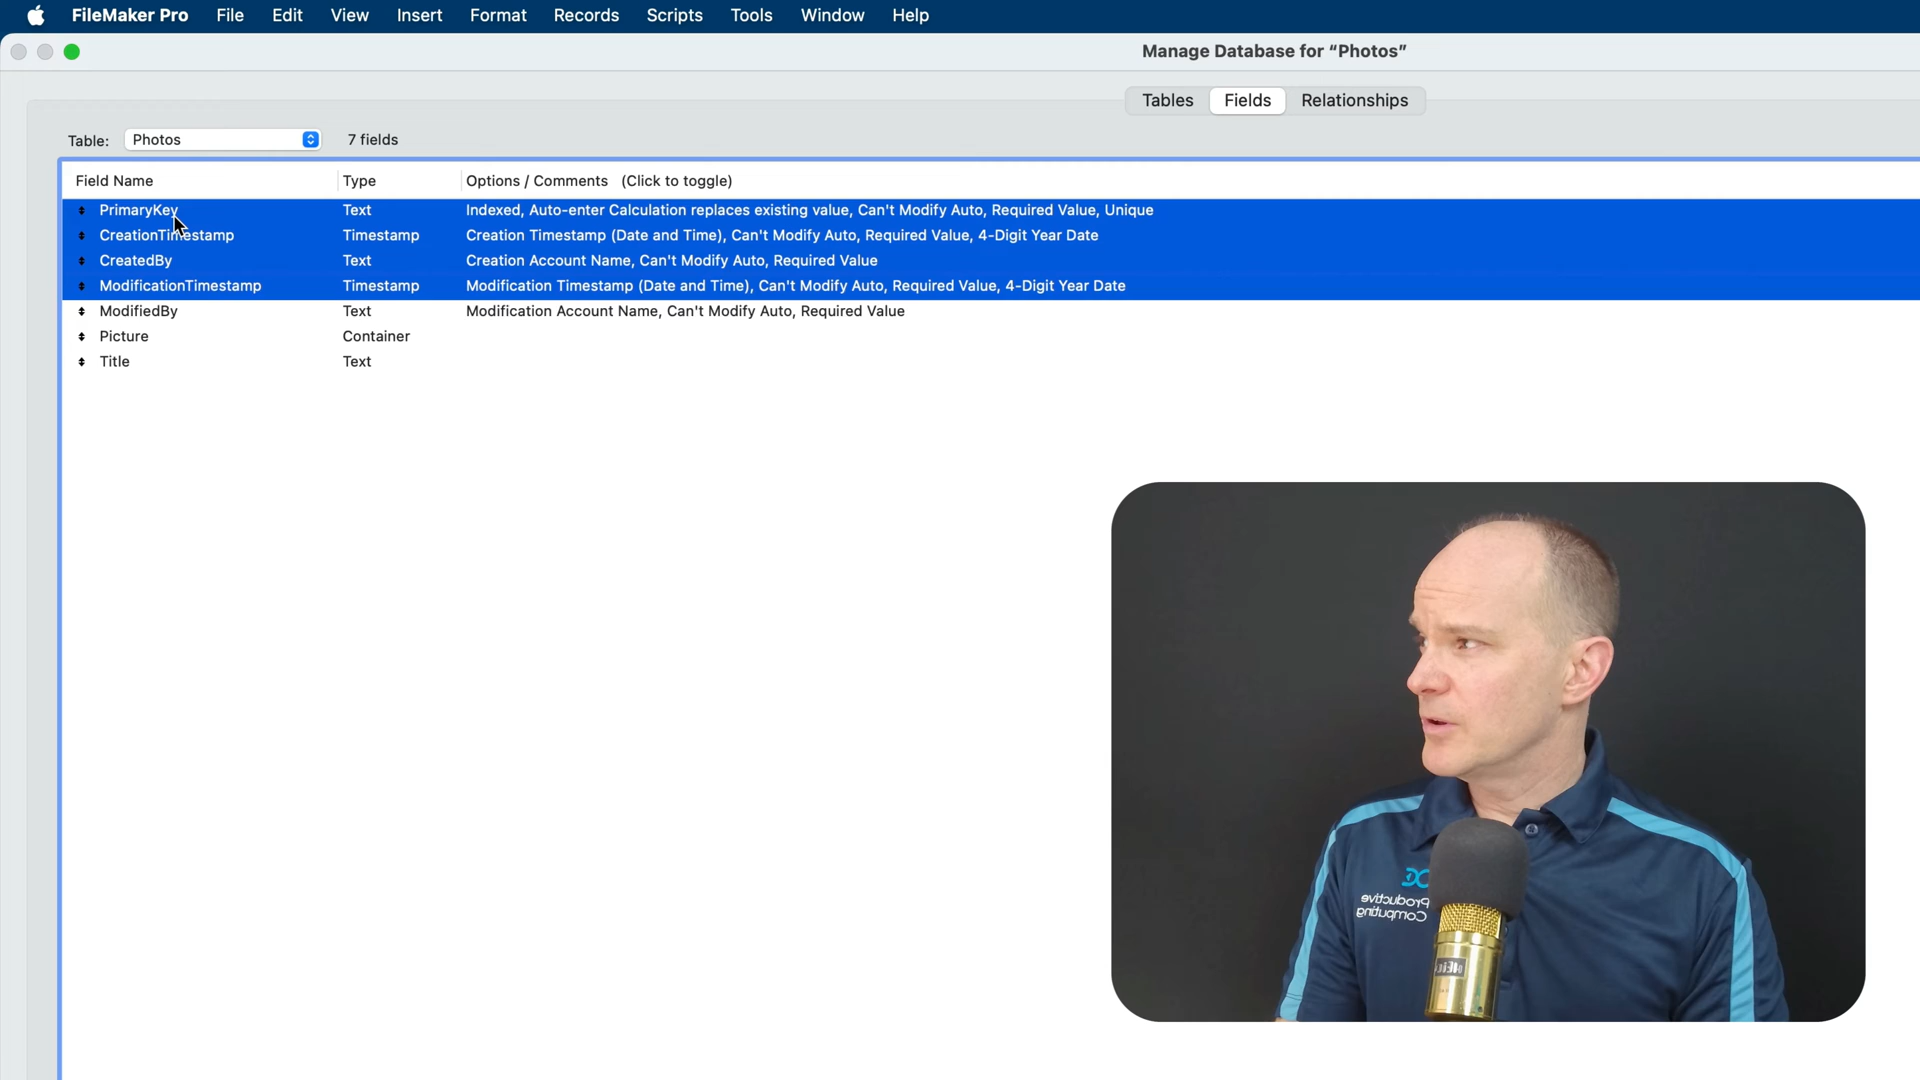 FileMaker Pro File Edit View Insert Format Records Scripts Tools Window Help
Manage Database for “Photos”
Tables Fields Relationships
Table: Photos 7 fields
Field Name Type Options / Comments (Click to toggle)
PrimaryKey Text Indexed, Auto-enter Calculation replaces existing value, Can't Modify Auto, Required Value, Unique
CreationTimestamp Timestamp Creation Timestamp (Date and Time), Can't Modify Auto, Required Value, 4-Digit Year Date
CreatedBy Text Creation Account Name, Can't Modify Auto, Required Value
ModificationTimestamp Timestamp Modification Timestamp (Date and Time), Can't Modify Auto, Required Value, 4-Digit Year Date
ModifiedBy Text Modification Account Name, Can't Modify Auto, Required Value
Picture Container
Title Text
Productive
Computing